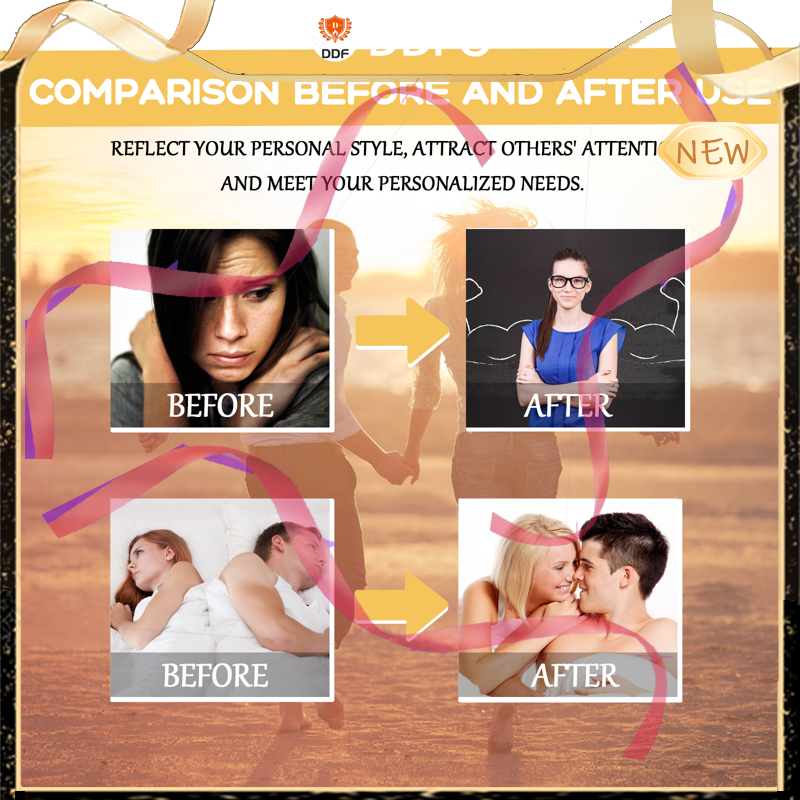 DDF
COMPARISON BEFORE AND AFTER USE
REFLECT YOUR PERSONAL STYLE, ATTRACT OTHERS'
NEW
AND MEET YOUR PERSONALIZED NEEDS.
BEFORE
AFTER
BEFORE
AFTER